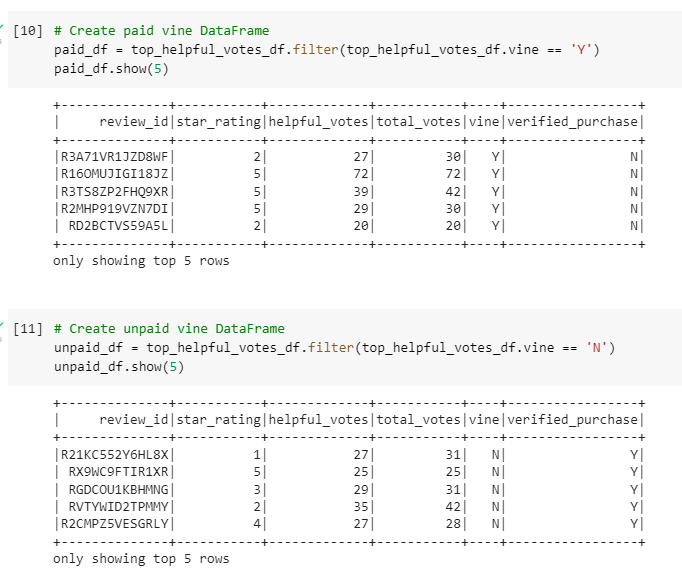 [10] # Create paid vine DataFrame
paid_df = top_helpful_votes_df.filter(top_helpful_votes_df.vine == 'Y')
paid_df.show(5)
+--------------+-----------+-------------+-----------+----+-----------------+
|     review_id|star_rating|helpful_votes|total_votes|vine|verified_purchase|
+--------------+-----------+-------------+-----------+----+-----------------+
|R3A71VR1JZD8WF|          2|           27|         30|   Y|                N|
|R16OMUJIGI18JZ|          5|           72|         72|   Y|                N|
|R3TS8ZP2FHQ9XR|          5|           39|         42|   Y|                N|
|R2MHP919VZN7DI|          5|           29|         30|   Y|                N|
| RD2BCTVS59A5L|          2|           20|         20|   Y|                N|
+--------------+-----------+-------------+-----------+----+-----------------+
only showing top 5 rows
[11] # Create unpaid vine DataFrame
unpaid_df = top_helpful_votes_df.filter(top_helpful_votes_df.vine == 'N')
unpaid_df.show(5)
+--------------+-----------+-------------+-----------+----+-----------------+
|     review_id|star_rating|helpful_votes|total_votes|vine|verified_purchase|
+--------------+-----------+-------------+-----------+----+-----------------+
|R21KC552Y6HL8X|          1|           27|         31|   N|                Y|
| RX9WC9FTIR1XR|          5|           25|         25|   N|                Y|
| RGDCOU1KBHMNG|          3|           29|         31|   N|                Y|
| RVTYWID2TPMMY|          2|           35|         42|   N|                Y|
|R2CMPZ5VESGRLY|          4|           27|         28|   N|                Y|
+--------------+-----------+-------------+-----------+----+-----------------+
only showing top 5 rows